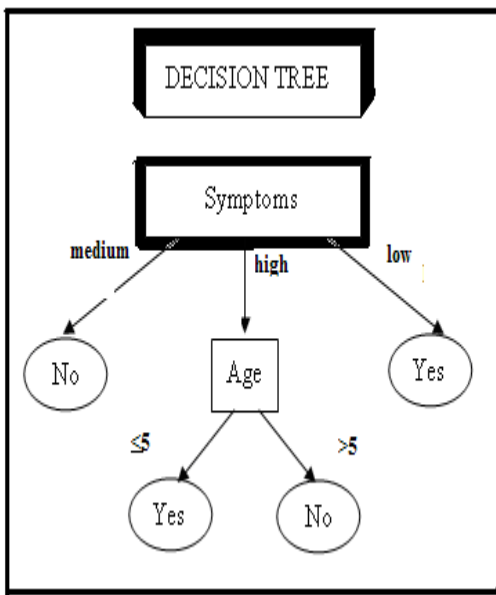 DECISION TREE
Symptoms
medium
high
low
No
Age
Yes
≤5
>5
Yes
No